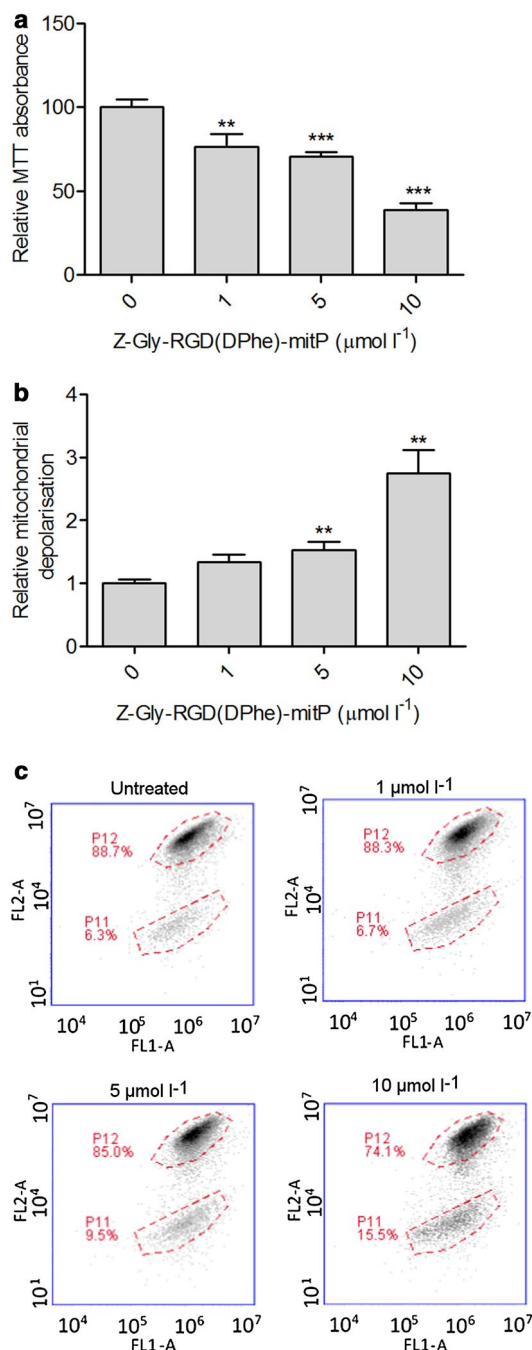 a
150
100
50
0
Relative MTT absorbance
**
***
***
0
1
5
10
Z-Gly-RGD(DPhe)-mitP (μmol l⁻¹)
b
4
3
2
1
0
Relative mitochondrial
depolarisation
**
**
0
1
5
10
Z-Gly-RGD(DPhe)-mitP (μmol l⁻¹)
c
Untreated
10⁷
10⁴
10¹
FL2-A
P12
88.7%
P11
6.3%
10⁴ 10⁵ 10⁶ 10⁷
FL1-A
1 μmol l-¹
10⁷
10⁴
10¹
FL2-A
P12
88.3%
P11
6.7%
10⁴ 10⁵ 10⁶ 10⁷
FL1-A
5 μmol l-¹
10⁷
10⁴
10¹
FL2-A
P12
85.0%
P11
9.5%
10⁴ 10⁵ 10⁶ 10⁷
FL1-A
10 μmol l-¹
10⁷
10⁴
10¹
FL2-A
P12
74.1%
P11
15.5%
10⁴ 10⁵ 10⁶ 10⁷
FL1-A